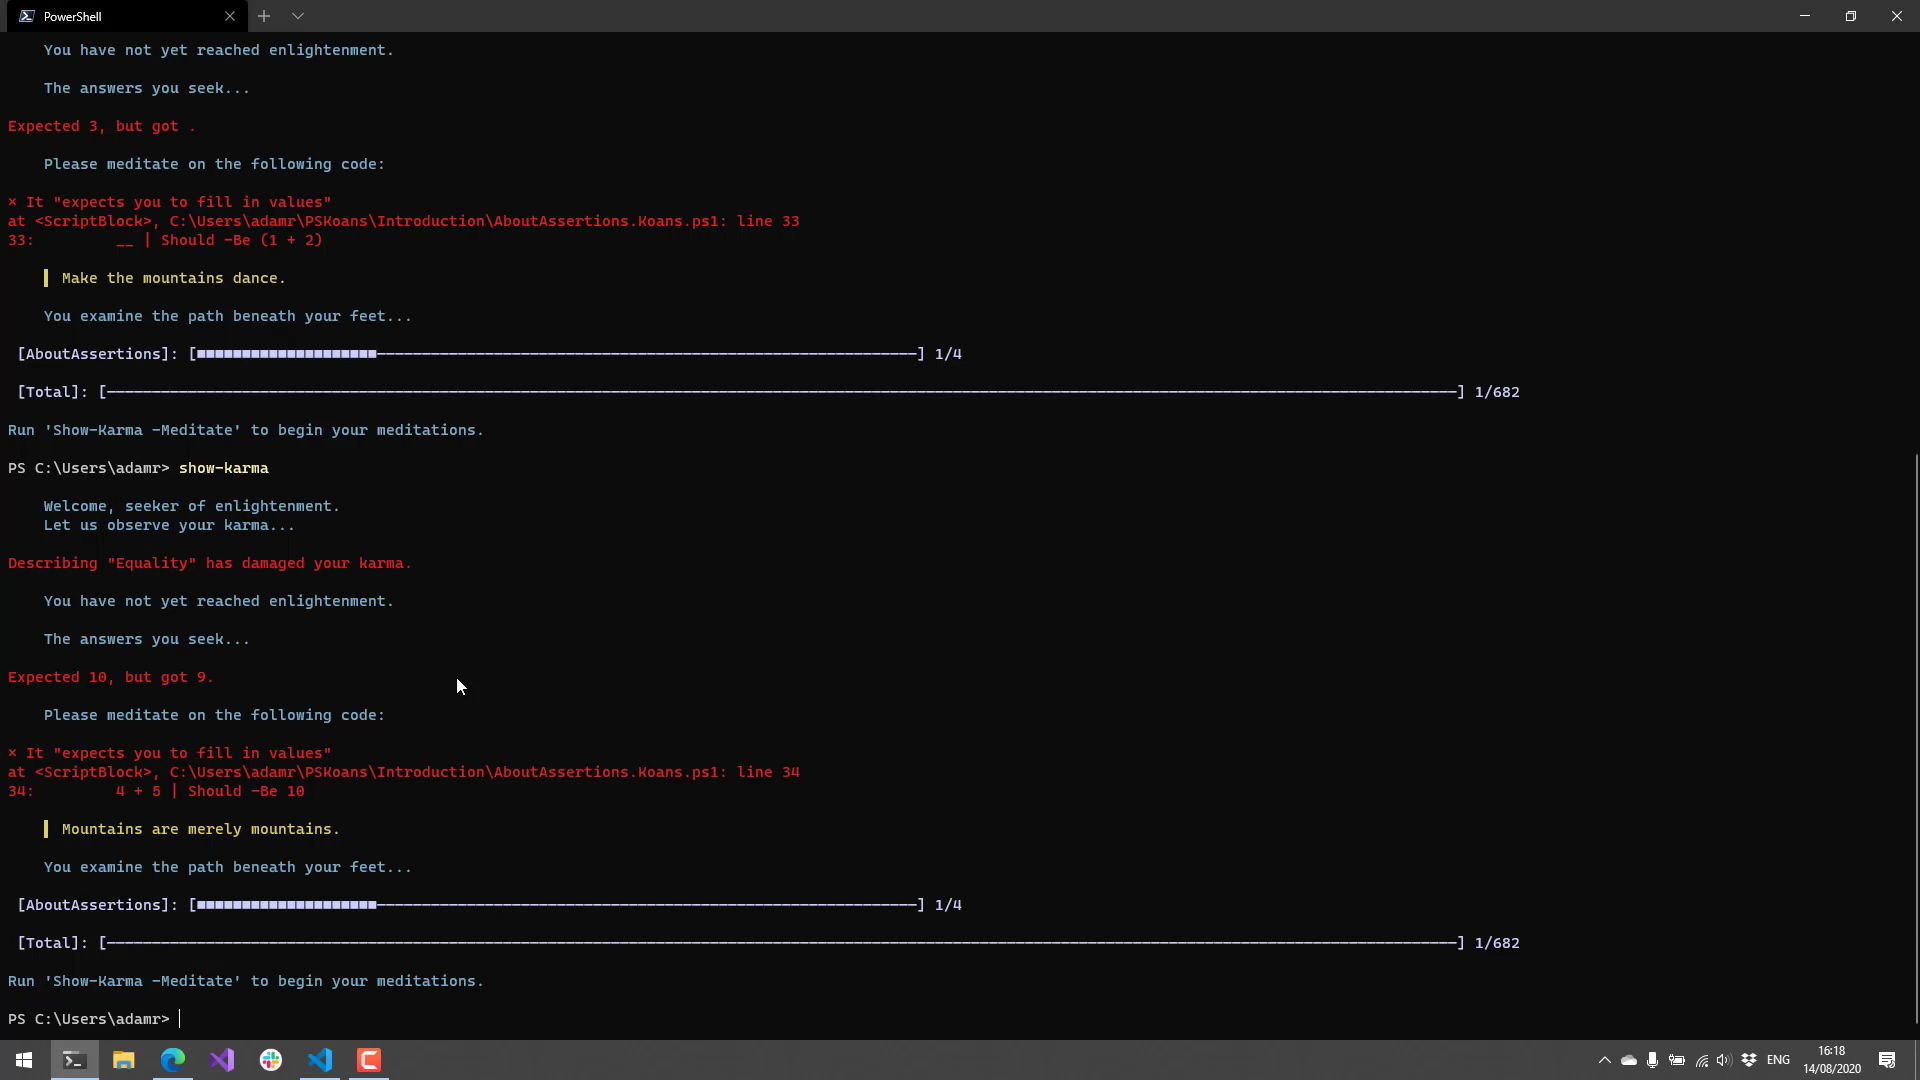 PowerShell
You have not yet reached enlightenment.
The answers you seek...
Expected 3, but got .
Please meditate on the following code:
× It "expects you to fill in values"
at <ScriptBlock>, C:\Users\adamr\PSKoans\Introduction\AboutAssertions.Koans.ps1: line 33
33:         __ | Should -Be (1 + 2)
Make the mountains dance.
You examine the path beneath your feet...
[AboutAssertions]: [■■■■■■■■■■■■■■■■■■■■────────────────────────────────────────────────────────────] 1/4
[Total]: [──────────────────────────────────────────────────────────────────────────────────────────────────────────────────────────────────────────────────────] 1/682
Run 'Show-Karma -Meditate' to begin your meditations.
PS C:\Users\adamr> show-karma
Welcome, seeker of enlightenment.
Let us observe your karma...
Describing "Equality" has damaged your karma.
You have not yet reached enlightenment.
The answers you seek...
Expected 10, but got 9.
Please meditate on the following code:
× It "expects you to fill in values"
at <ScriptBlock>, C:\Users\adamr\PSKoans\Introduction\AboutAssertions.Koans.ps1: line 34
34:         4 + 5 | Should -Be 10
Mountains are merely mountains.
You examine the path beneath your feet...
[AboutAssertions]: [■■■■■■■■■■■■■■■■■■■■────────────────────────────────────────────────────────────] 1/4
[Total]: [──────────────────────────────────────────────────────────────────────────────────────────────────────────────────────────────────────────────────────] 1/682
Run 'Show-Karma -Meditate' to begin your meditations.
PS C:\Users\adamr>
ENG
16:18
14/08/2020